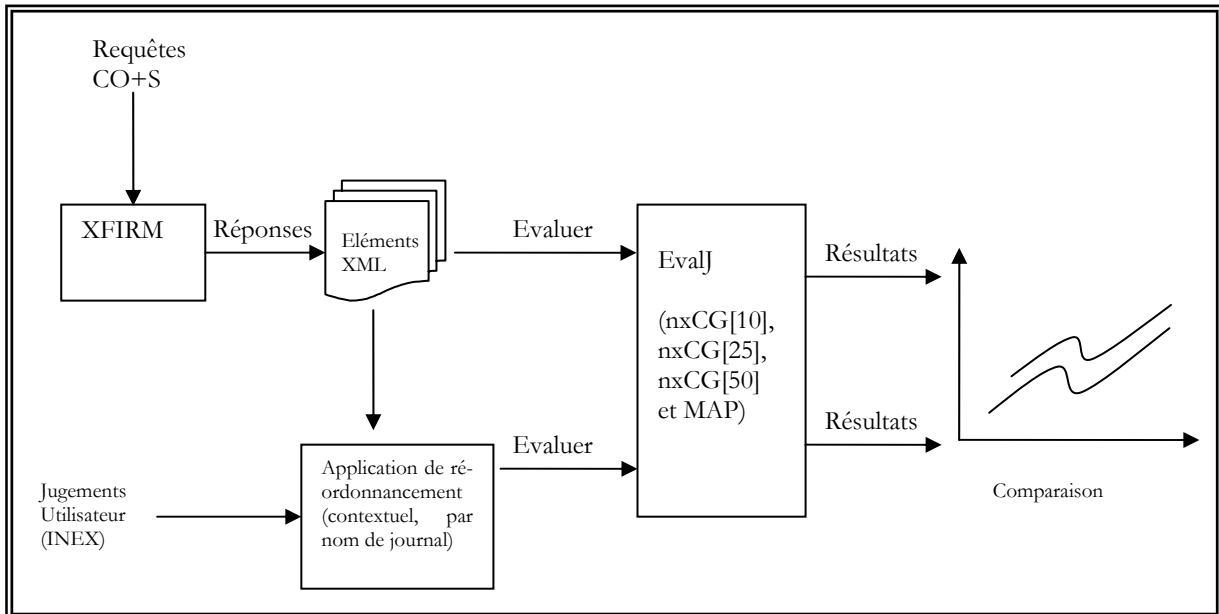 Requêtes
CO+S
XFIRM
Réponses
Eléments
XML
Evaluer
EvalJ
(nxCG[10],
nxCG[25],
nxCG[50]
et MAP)
Résultats
Jugements
Utilisateur
(INEX)
Application de ré-
ordonnancement
(contextuel, par
nom de journal)
Evaluer
Résultats
Comparaison